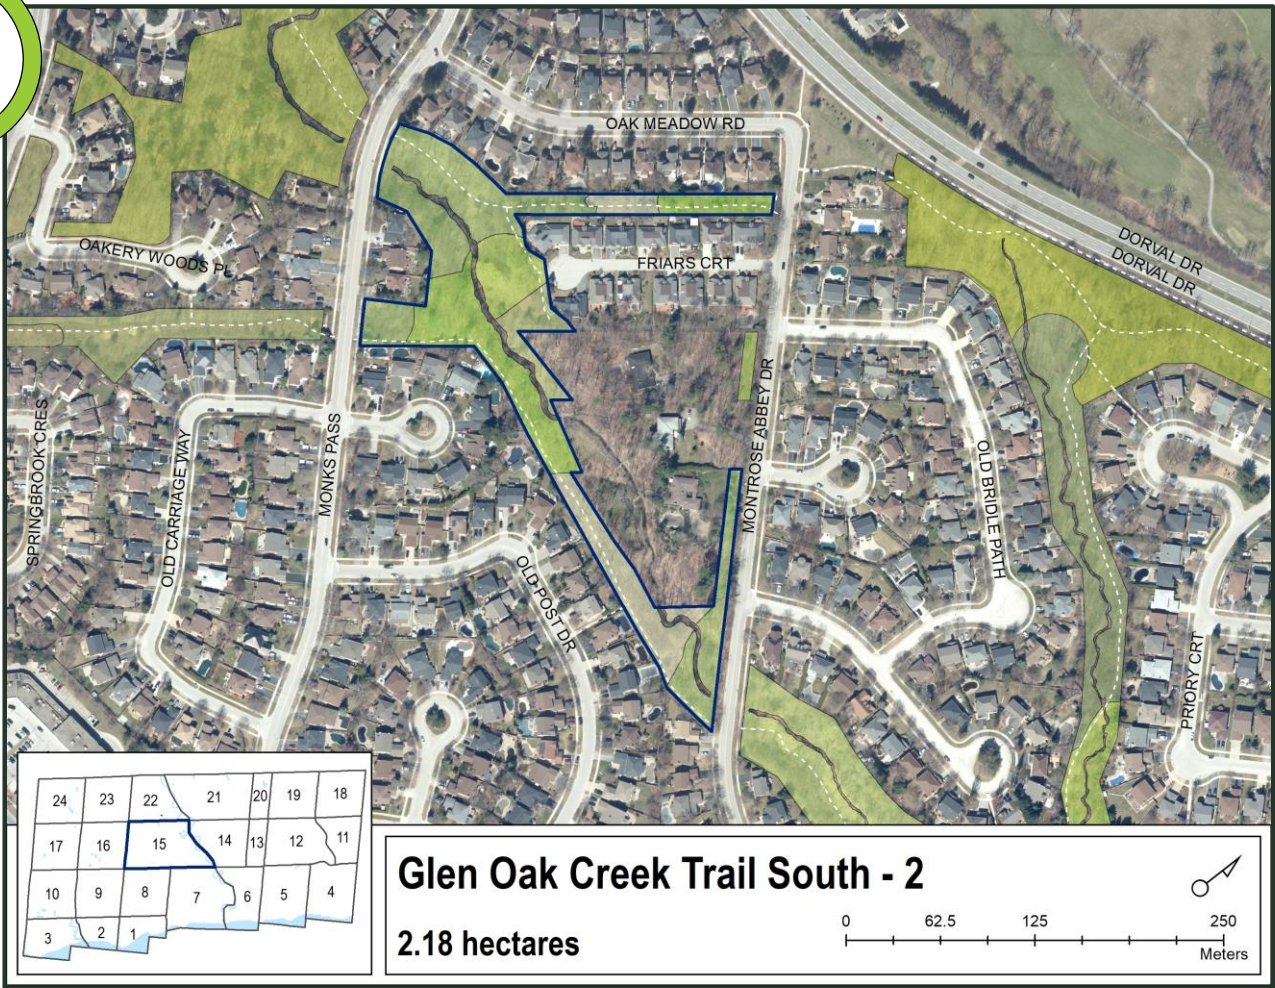 OAK MEADOW RD
DORVAL DR
DORVAL DR
OAKERY WOODS PL
FRIARS CRT
MONTROSE ABBEY DR
SPRINGBROOK CRES
OLD CARRIAGE WAY
MONKS PASS
OLD BRIDLE PATH
OLD POST DR
PRIORY CRT
24 23 22 21 20 19 18
17 16 15 14 13 12 11
10 9 8 7 6 5 4
3 2 1
Glen Oak Creek Trail South - 2
2.18 hectares
0 62.5 125 250
Meters